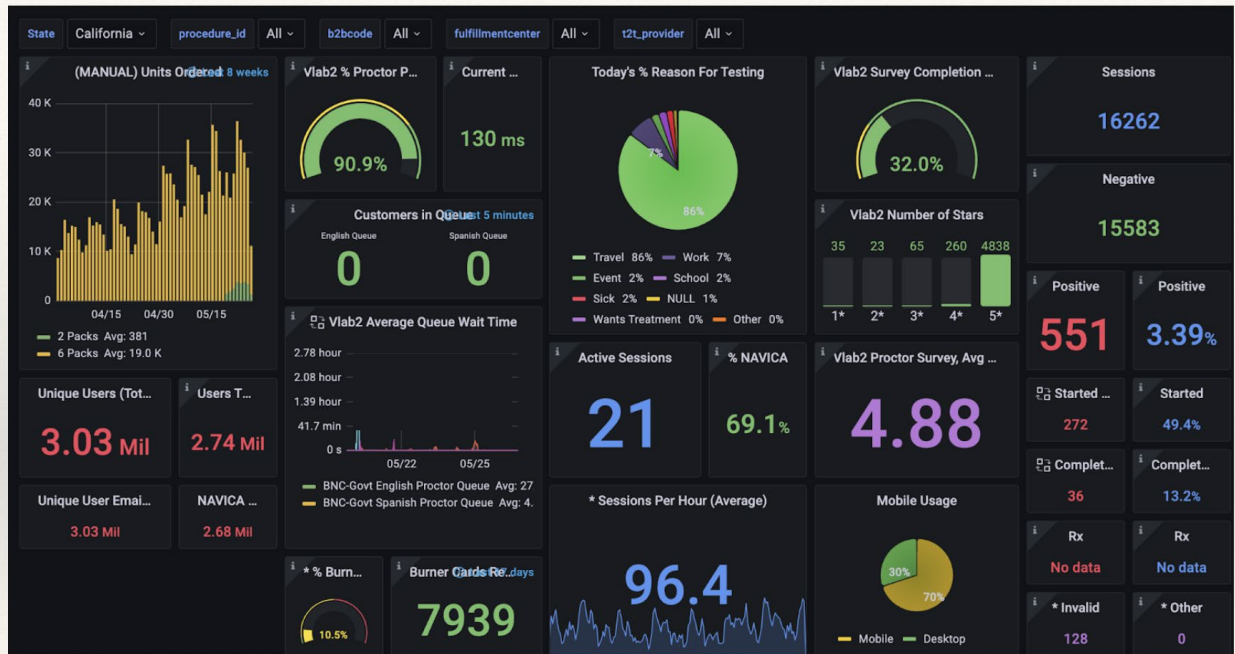 State California procedure_id All b2bcode All fulfillmentcenter All t2t_provider All
(MANUAL) Units Ordered Last 8 weeks
40 K
30 K
20 K
10 K
0
04/15 04/30 05/15
2 Packs Avg: 381
6 Packs Avg: 19.0 K
Unique Users (Tot...
3.03 Mil
Users T...
2.74 Mil
Unique User Emai...
3.03 Mil
NAVICA ...
2.68 Mil
Vlab2 % Proctor P...
90.9%
Current ...
130 ms
Customers in Queue Last 5 minutes
English Queue Spanish Queue
0 0
Vlab2 Average Queue Wait Time
2.78 hour
2.08 hour
1.39 hour
41.7 min
0 s
05/22 05/25
BNC-Govt English Proctor Queue Avg: 27
BNC-Govt Spanish Proctor Queue Avg: 4.
* % Burn...
10.5%
Burner Cards Re... days
7939
Today's % Reason For Testing
7%
86%
Travel 86% Work 7%
Event 2% School 2%
Sick 2% NULL 1%
Wants Treatment 0% Other 0%
Active Sessions
21
% NAVICA
69.1%
* Sessions Per Hour (Average)
96.4
Vlab2 Survey Completion ...
32.0%
Vlab2 Number of Stars
35 23 65 260 4838
1* 2* 3* 4* 5*
Vlab2 Proctor Survey, Avg ...
4.88
Mobile Usage
30%
70%
Mobile Desktop
Sessions
16262
Negative
15583
Positive
551
Positive
3.39%
Started ...
272
Started
49.4%
Complet...
36
Complet...
13.2%
Rx
No data
Rx
No data
* Invalid
128
* Other
0